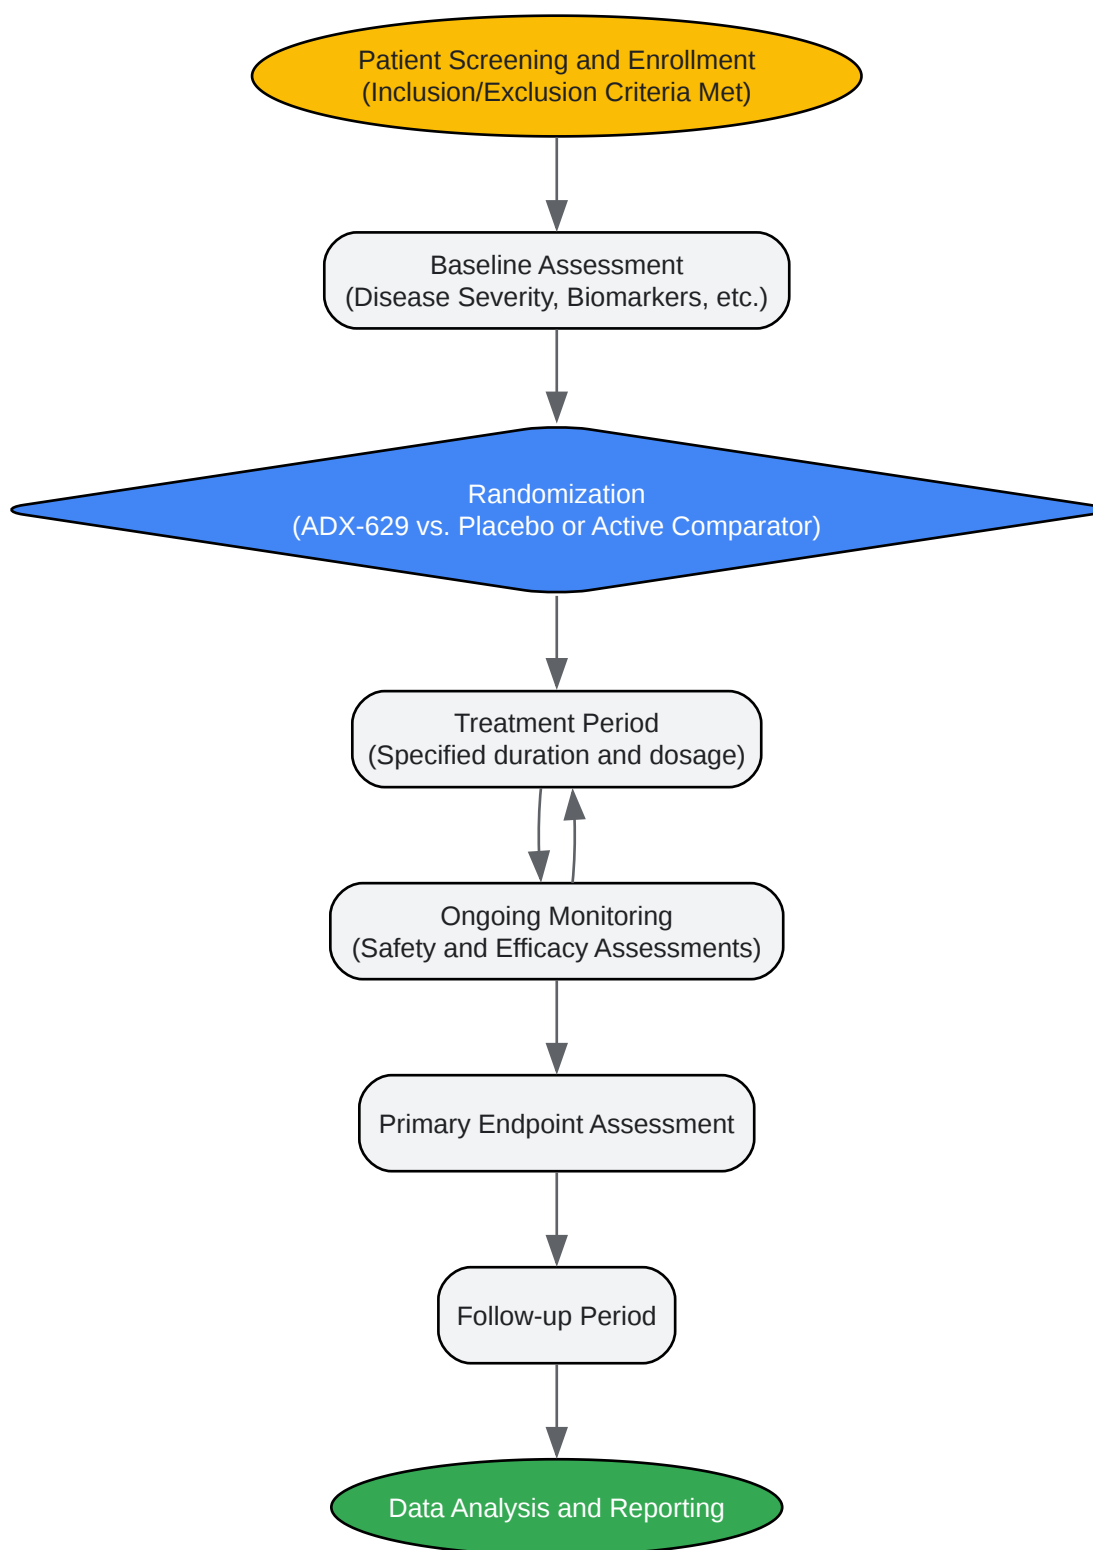 Patient Screening and Enrollment
(Inclusion/Exclusion Criteria Met)
Baseline Assessment
(Disease Severity, Biomarkers, etc.)
Randomization
(ADX-629 vs. Placebo or Active Comparator)
Treatment Period
(Specified duration and dosage)
Ongoing Monitoring
(Safety and Efficacy Assessments)
Primary Endpoint Assessment
Follow-up Period
Data Analysis and Reporting